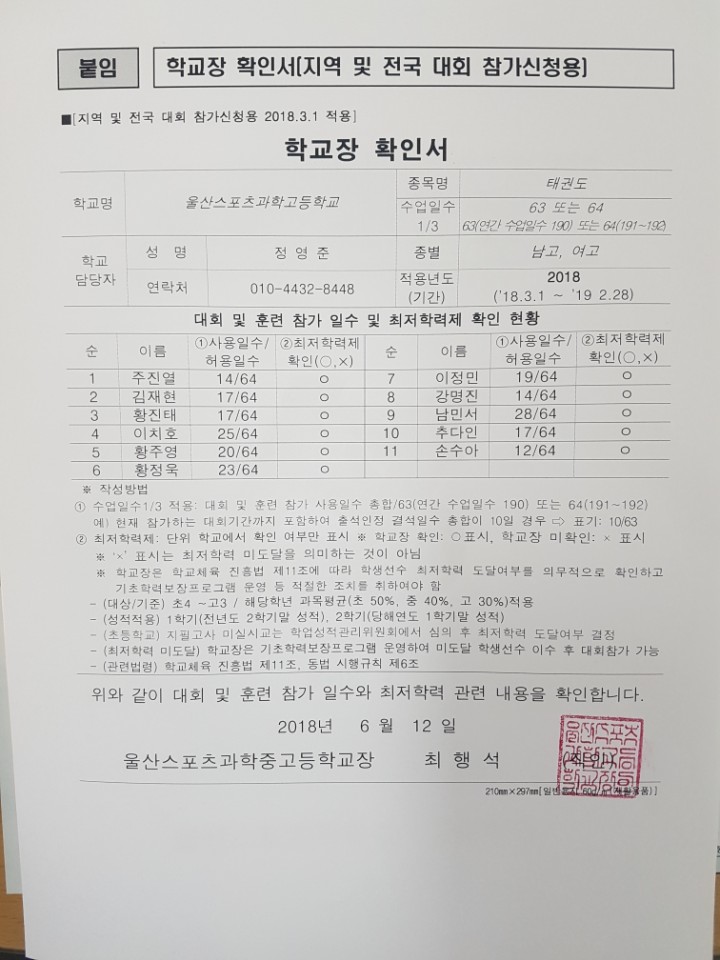 붙임
학교장 확인서(지역 및 전국 대회 참가신청용)
■[지역 및 전국 대회 참가신청용 2018.3.1 적용]
학교장 확인서
학교명 울산스포츠과학고등학교 종목명 태권도
수업일수 1/3 63 또는 64
63(연간 수업일수 190) 또는 64(191~192)
학교 담당자 성 명 정 영 준 종별 남고, 여고
연락처 010-4432-8448 적용년도 (기간) 2018
('18.3.1 ~ '19 2.28)
대회 및 훈련 참가 일수 및 최저학력제 확인 현황
순 이름 ①사용일수/허용일수 ②최저학력제 확인(○,×) 순 이름 ①사용일수/허용일수 ②최저학력제 확인(○,×)
1 주진열 14/64 ○ 7 이정민 19/64 ○
2 김재현 17/64 ○ 8 강명진 14/64 ○
3 황진태 17/64 ○ 9 남민서 28/64 ○
4 이치호 25/64 ○ 10 추다인 17/64 ○
5 황주영 20/64 ○ 11 손수아 12/64 ○
6 황정욱 23/64 ○
※ 작성방법
① 수업일수1/3 적용: 대회 및 훈련 참가 사용일수 총합/63(연간 수업일수 190) 또는 64(191~192)
예) 현재 참가하는 대회기간까지 포함하여 출석인정 결석일수 총합이 10일 경우 ⇨ 표기: 10/63
② 최저학력제: 단위 학교에서 확인 여부만 표시 ※ 학교장 확인: ○표시, 학교장 미확인: × 표시
※ '×' 표시는 최저학력 미도달을 의미하는 것이 아님
※ 학교장은 학교체육 진흥법 제11조에 따라 학생선수 최저학력 도달여부를 의무적으로 확인하고
기초학력보장프로그램 운영 등 적절한 조치를 취하여야 함
- (대상/기준) 초4 ~고3 / 해당학년 과목평균(초 50%, 중 40%, 고 30%)적용
- (성적적용) 1학기(전년도 2학기말 성적), 2학기(당해연도 1학기말 성적)
- (초등학교) 지필고사 미실시교는 학업성적관리위원회에서 심의 후 최저학력 도달여부 결정
- (최저학력 미도달) 학교장은 기초학력보장프로그램 운영하여 미도달 학생선수 이수 후 대회참가 가능
- (관련법령) 학교체육 진흥법 제11조, 동법 시행규칙 제6조
위와 같이 대회 및 훈련 참가 일수와 최저학력 관련 내용을 확인합니다.
2018년 6 월 12 일
울산스포츠과학중고등학교장 최 행 석
210㎜×297㎜[일반용지 60g/㎡(재활용품)]